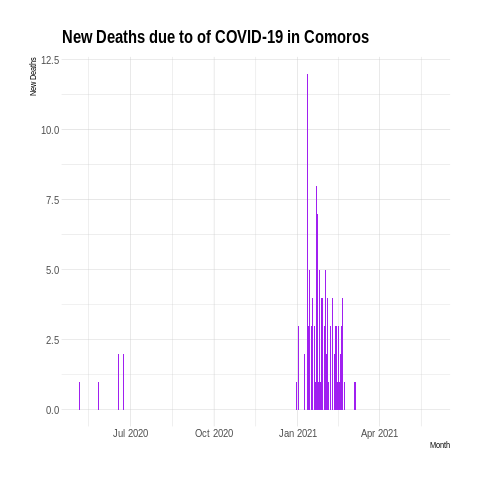 New Deaths due to of COVID-19 in Comoros
New Deaths
12.5
10.0
7.5
5.0
2.5
0.0
Jul 2020 Oct 2020 Jan 2021 Apr 2021
Month